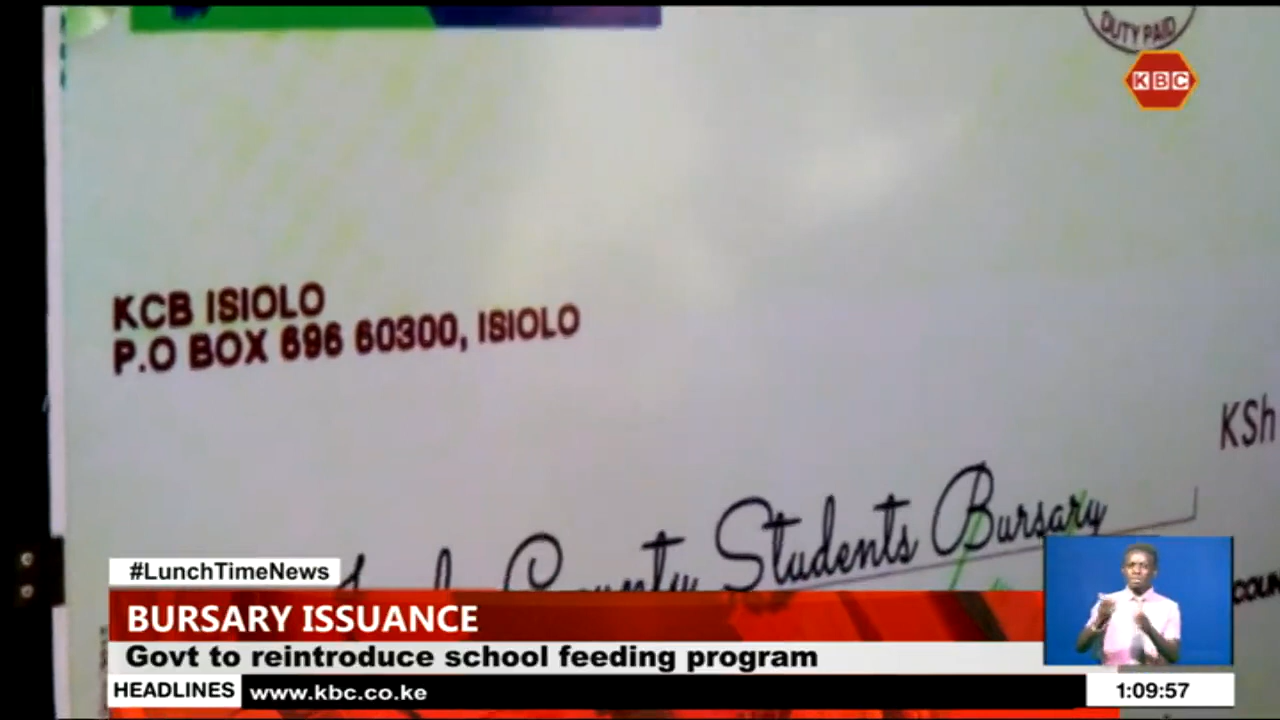 DUTY PAID
KBC
KCB ISIOLO
P.O BOX 696 60300, ISIOLO
KSh
County Students Bursary
#LunchTimeNews
BURSARY ISSUANCE
Govt to reintroduce school feeding program
HEADLINES www.kbc.co.ke
1:09:57